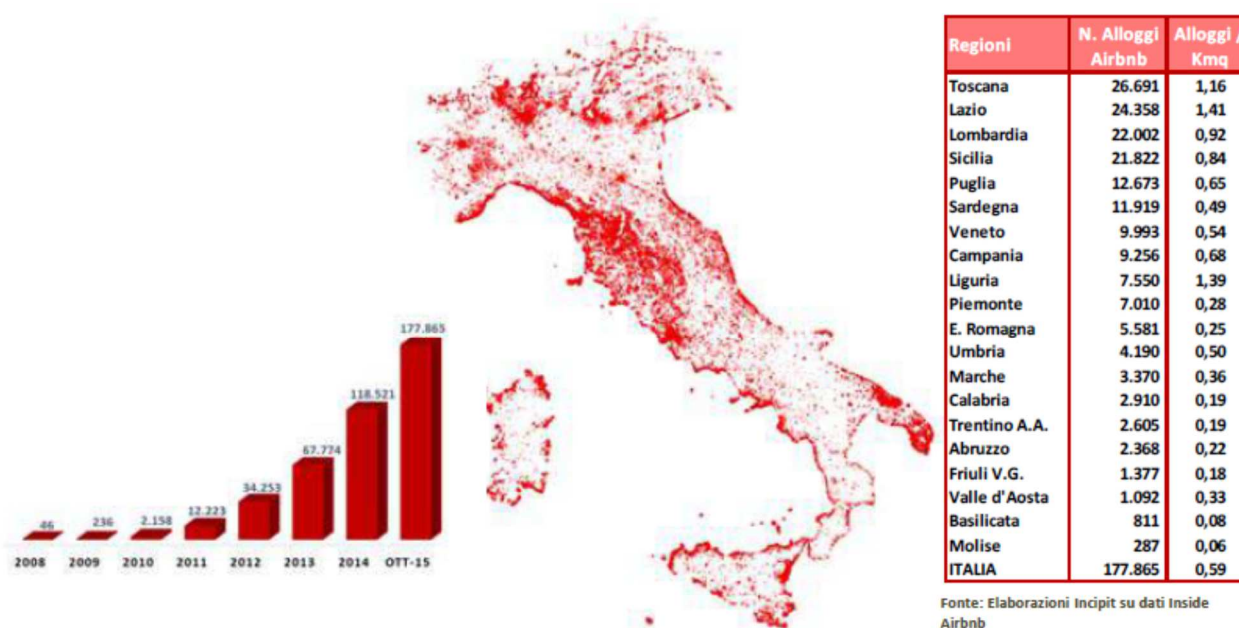 177.865
118.521
67.774
34.253
12.223
2.158
236
46
2008 2009 2010 2011 2012 2013 2014 OTT-15
Regioni N. Alloggi Airbnb Alloggi / Kmq
Toscana 26.691 1,16
Lazio 24.358 1,41
Lombardia 22.002 0,92
Sicilia 21.822 0,84
Puglia 12.673 0,65
Sardegna 11.919 0,49
Veneto 9.993 0,54
Campania 9.256 0,68
Liguria 7.550 1,39
Piemonte 7.010 0,28
E. Romagna 5.581 0,25
Umbria 4.190 0,50
Marche 3.370 0,36
Calabria 2.910 0,19
Trentino A.A. 2.605 0,19
Abruzzo 2.368 0,22
Friuli V.G. 1.377 0,18
Valle d'Aosta 1.092 0,33
Basilicata 811 0,08
Molise 287 0,06
ITALIA 177.865 0,59
Fonte: Elaborazioni Incipit su dati Inside
Airbnb